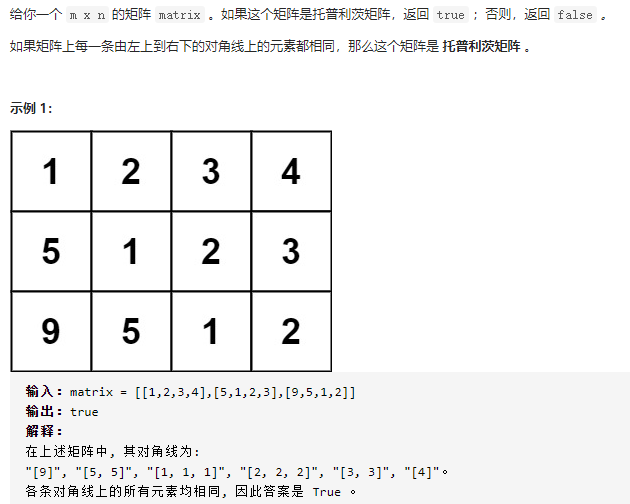 给你一个 m x n 的矩阵 matrix 。如果这个矩阵是托普利茨矩阵，返回 true ；否则，返回 false 。
如果矩阵上每一条由左上到右下的对角线上的元素都相同，那么这个矩阵是 托普利茨矩阵 。
示例 1：
1 2 3 4
5 1 2 3
9 5 1 2
输入：matrix = [[1,2,3,4],[5,1,2,3],[9,5,1,2]]
输出：true
解释：
在上述矩阵中, 其对角线为:
"[9]", "[5, 5]", "[1, 1, 1]", "[2, 2, 2]", "[3, 3]", "[4]"。
各条对角线上的所有元素均相同, 因此答案是 True 。